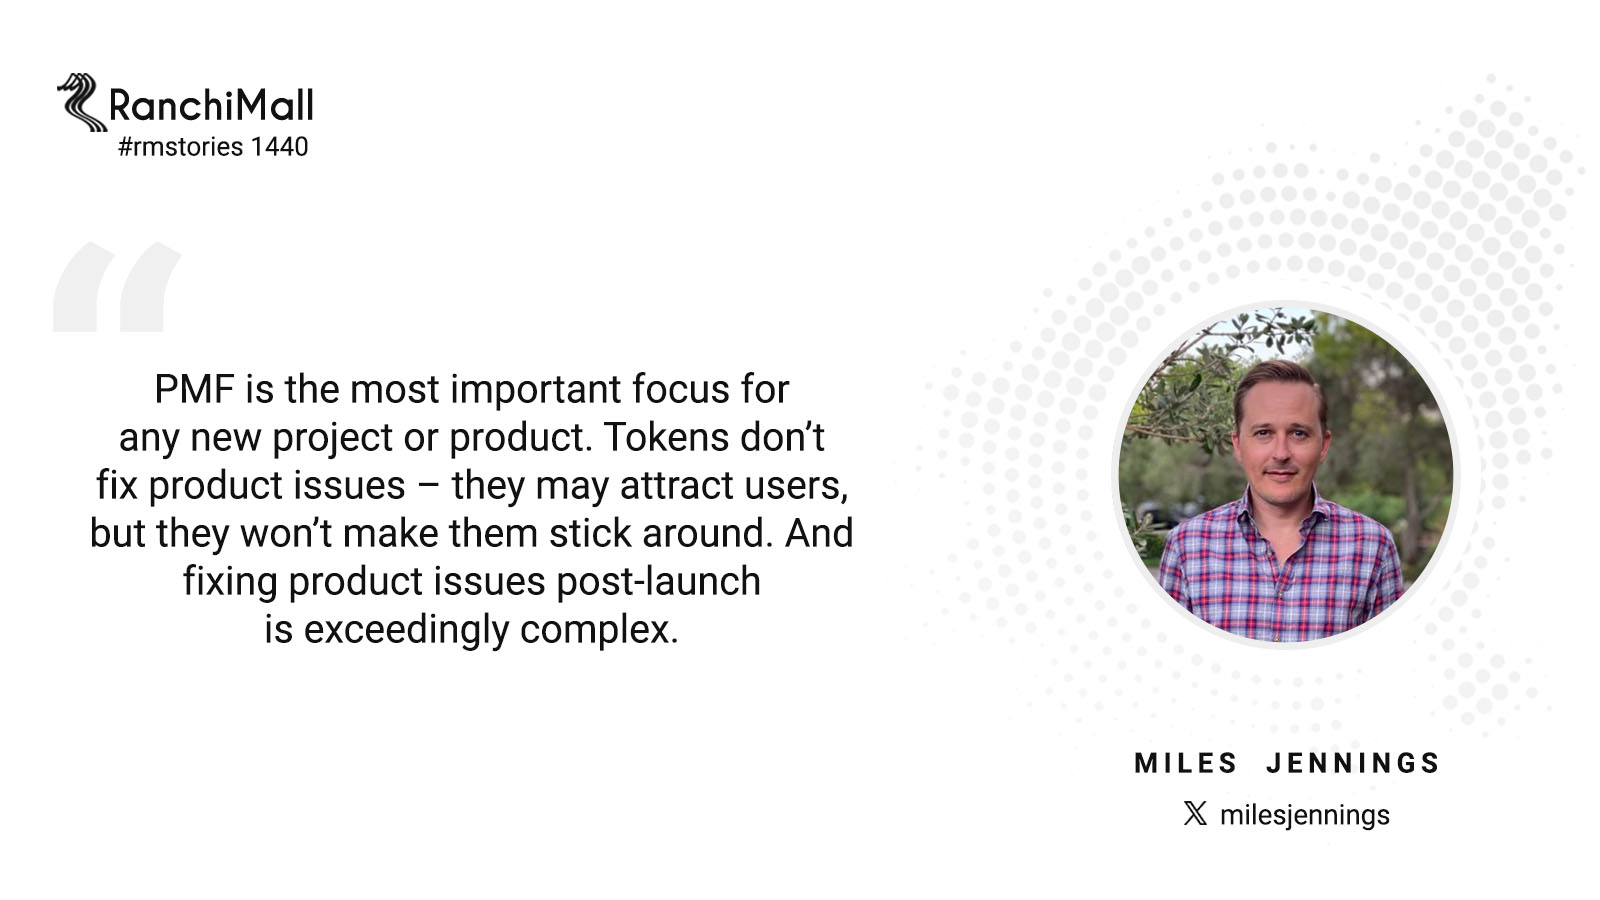 RanchiMall
#rmstories 1440
“
PMF is the most important focus for
any new project or product. Tokens don’t
fix product issues – they may attract users,
but they won’t make them stick around. And
fixing product issues post-launch
is exceedingly complex.
MILES JENNINGS
𝕏 milesjennings